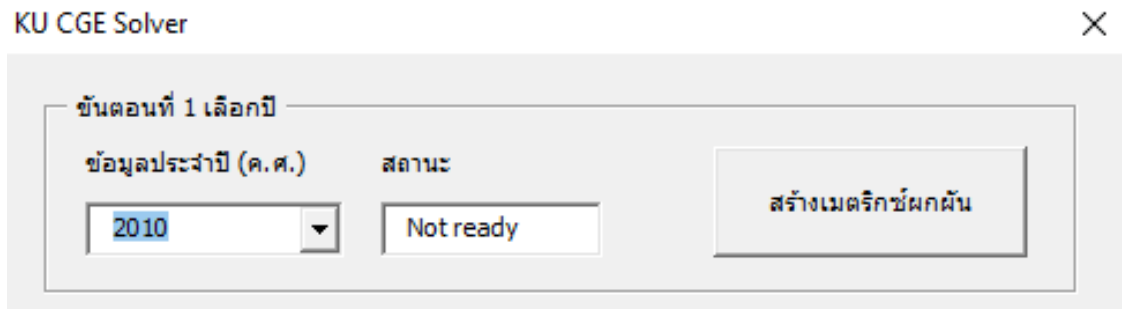 KU CGE Solver
ขั้นตอนที่ 1 เลือกปี
ข้อมูลประจำปี (ค.ศ.) สถานะ
2010 Not ready สร้างเมตริกซ์ผกผัน